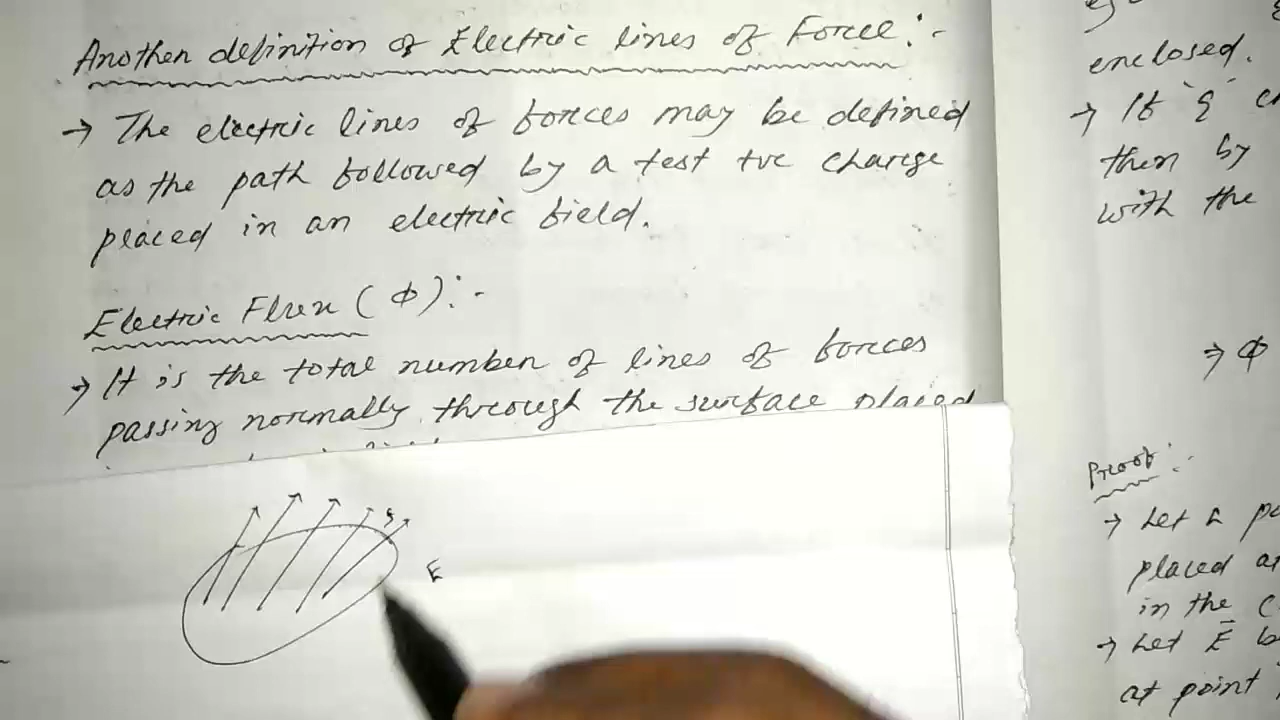 Another definition of Electric lines of Force:-
→ The electric lines of forces may be defined
as the path followed by a test +ve charge
placed in an electric field.
Electric Flux (Φ):-
→ It is the total number of lines of forces
passing normally through the surface placed
S
E
enclosed.
→ If
then by
with the
⇒ Φ
Proof:-
→ Let a
placed
in the
→ Let E
at point